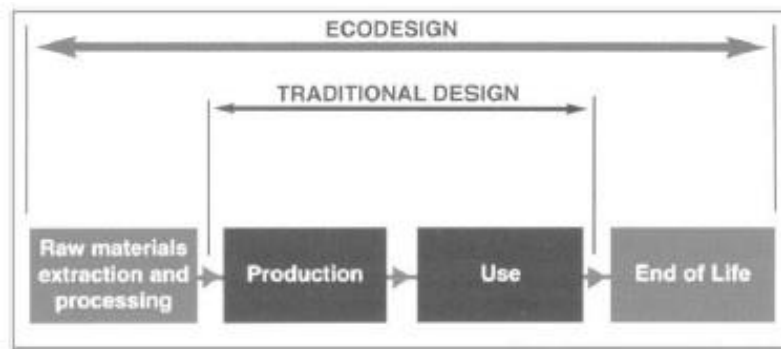 ECODESIGN
TRADITIONAL DESIGN
Raw materials
extraction and
processing
Production
Use
End of Life